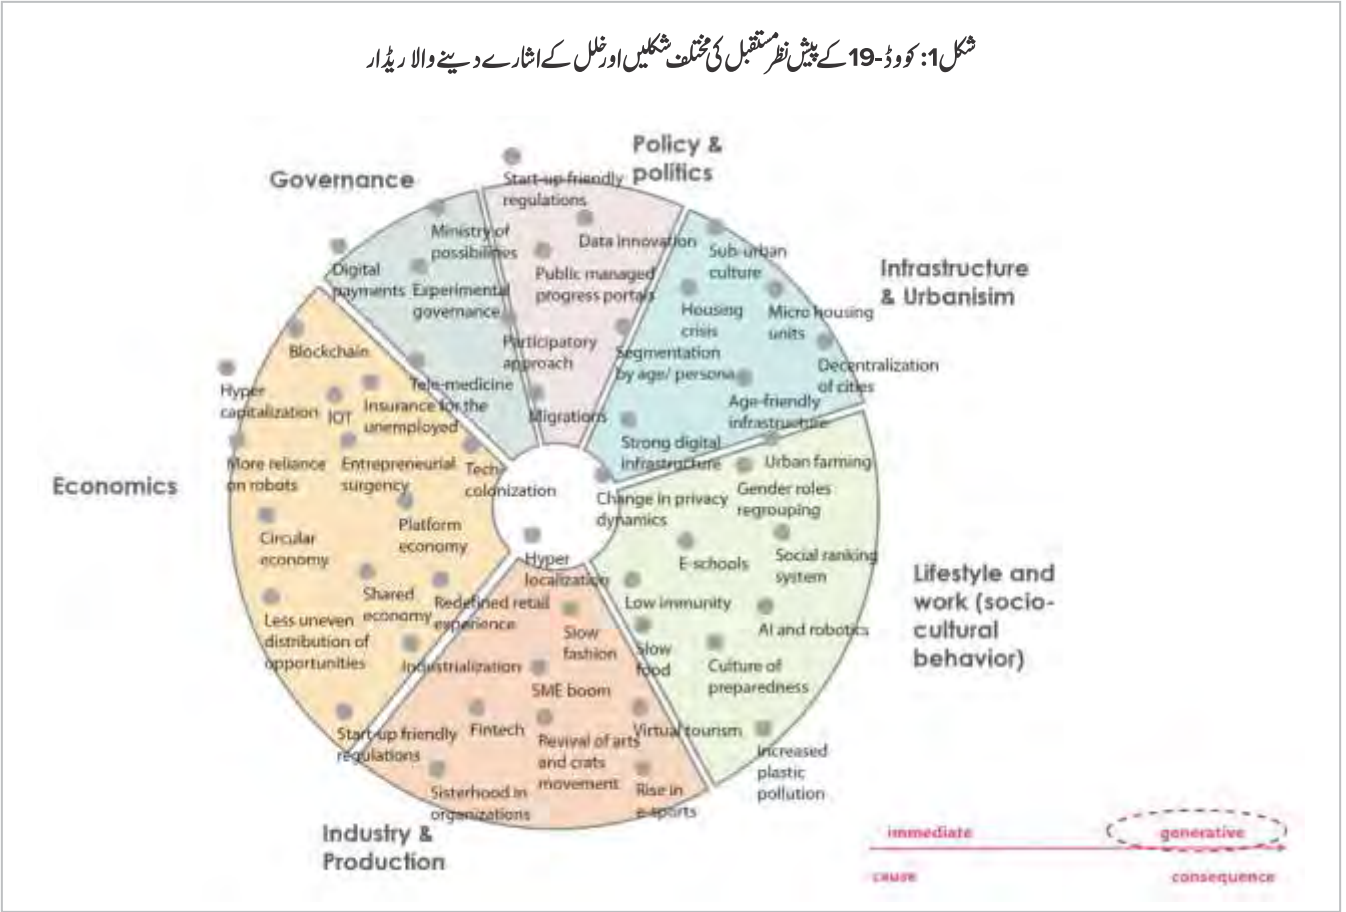 شکل 1: کووڈ-19 کے پیش نظر مستقبل کی مختلف شکلیں اور خلل کے اشارے دینے والا ریڈار
Policy &
politics
Governance
Start-up friendly
regulations
Ministry of
possibilities
Data innovation
Digital
payments
Experimental
governance
Public managed
progress portals
Participatory
approach
Tele-medicine
Migrations
Infrastructure
& Urbanisim
Sub-urban
culture
Housing
crisis
Micro housing
units
Segmentation
by age/ persona
Decentralization
of cities
Age-friendly
infrastructure
Strong digital
infrastructure
Economics
Blockchain
Hyper
capitalization
IOT
Insurance for the
unemployed
More reliance
on robots
Entrepreneurial
surgency
Tech-
colonization
Circular
economy
Platform
economy
Shared
economy
Less uneven
distribution of
opportunities
Redefined retail
experience
Industrialization
Start-up friendly
regulations
Change in privacy
dynamics
Urban farming
Gender roles
regrouping
E-schools
Social ranking
system
Low immunity
AI and robotics
Slow
food
Culture of
preparedness
Virtual tourism
Increased
plastic
pollution
Lifestyle and
work (socio-
cultural
behavior)
Hyper
localization
Slow
fashion
SME boom
Fintech
Revival of arts
and crats
movement
Sisterhood in
organizations
Rise in
e-sports
Industry &
Production
immediate
generative
cause
consequence